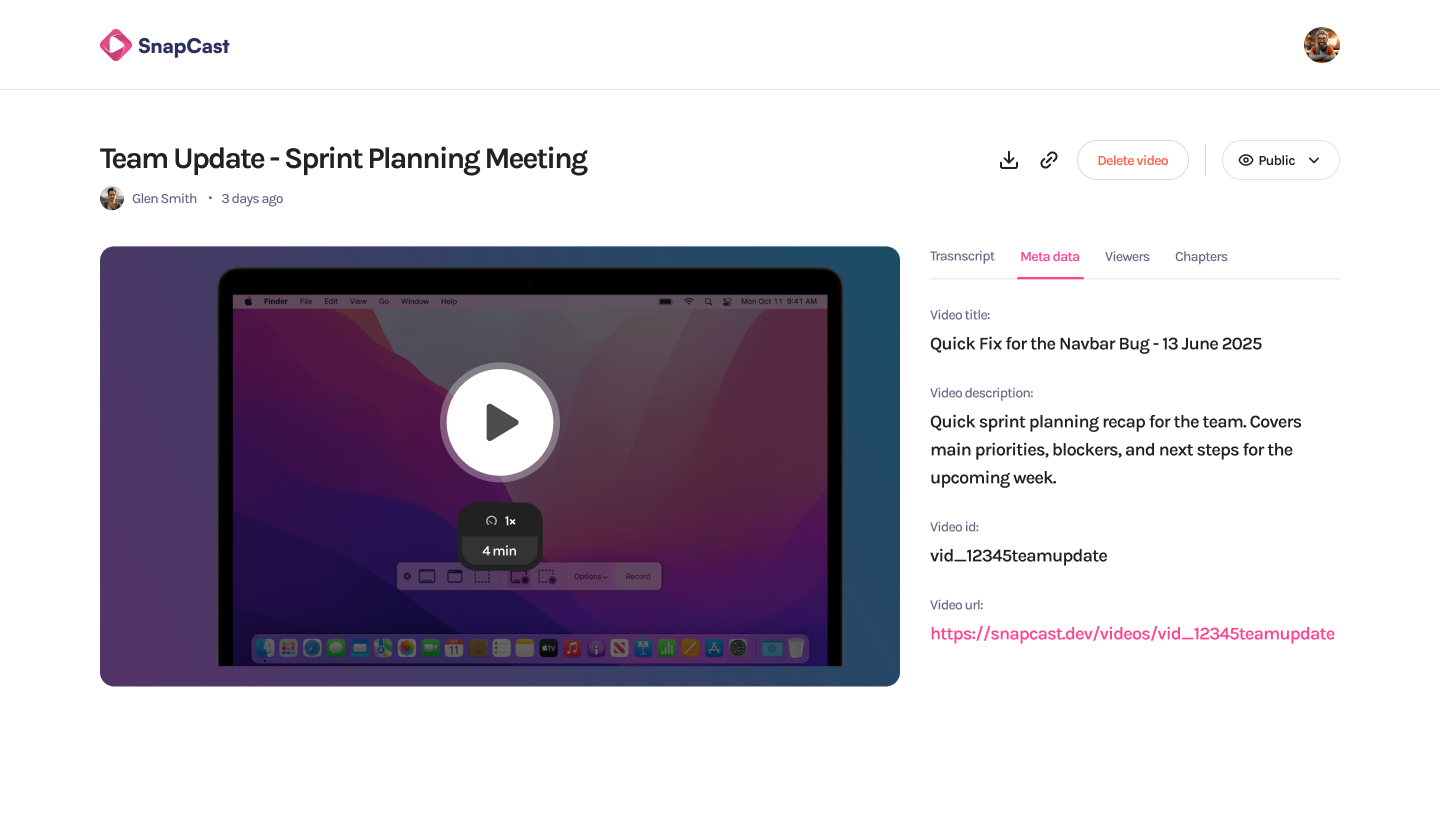 SnapCast
Team Update - Sprint Planning Meeting
Glen Smith • 3 days ago
Delete video
Public
Finder File Edit View Go Window Help
Mon Oct 11 9:41 AM
1x
4 min
Options
Record
11
tv
Trasnscript Meta data Viewers Chapters
Video title:
Quick Fix for the Navbar Bug - 13 June 2025
Video description:
Quick sprint planning recap for the team. Covers
main priorities, blockers, and next steps for the
upcoming week.
Video id:
vid_12345teamupdate
Video url:
https://snapcast.dev/videos/vid_12345teamupdate